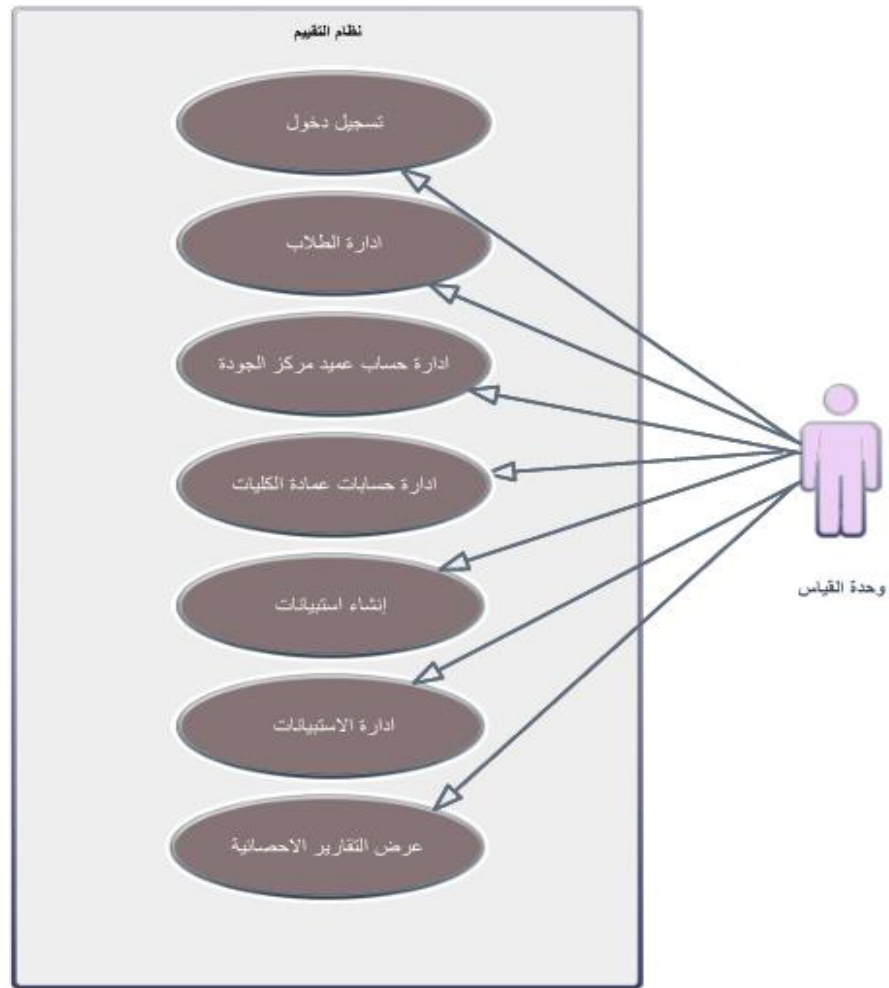 نظام التقييم
تسجيل دخول
ادارة الطلاب
ادارة حساب عميد مركز الجودة
ادارة حسابات عمادة الكليات
إنشاء استبيانات
ادارة الاستبيانات
عرض التقارير الاحصائية
وحدة القياس